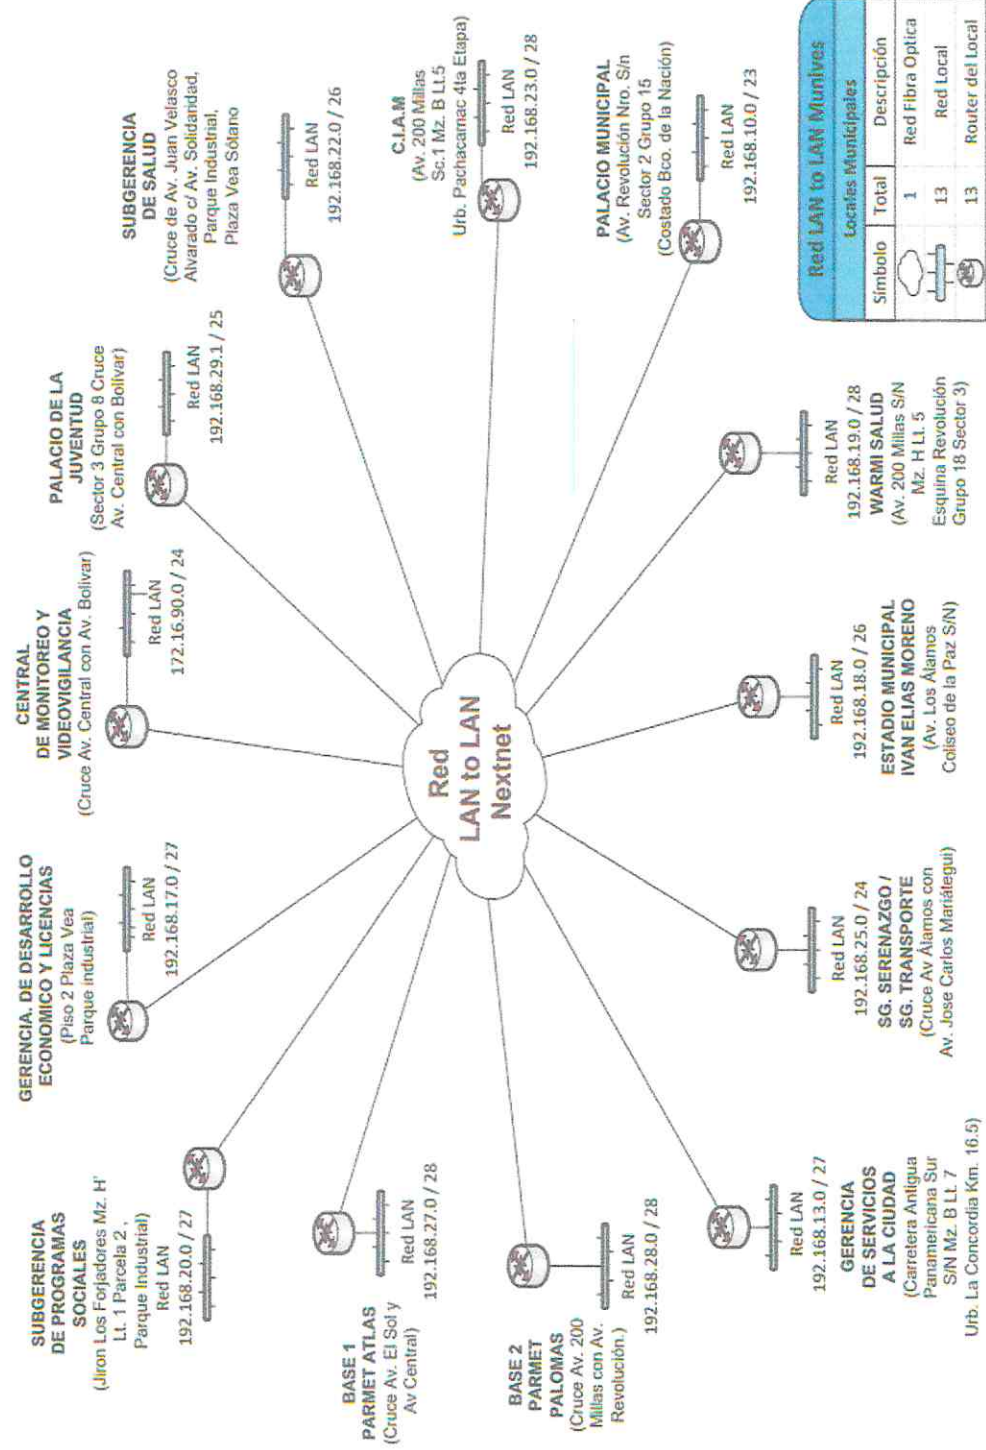 SUBGERENCIA
DE PROGRAMAS
SOCIALES
(Jiron Los Forjadores Mz. H'
Lt. 1 Parcela 2 ,
Parque Industrial)
Red LAN
192.168.20.0 / 27
GERENCIA. DE DESARROLLO
ECONOMICO Y LICENCIAS
(Piso 2 Plaza Vea
Parque industrial)
Red LAN
192.168.17.0 / 27
CENTRAL
DE MONITOREO Y
VIDEOVIGILANCIA
(Cruce Av. Central con Av. Bolivar)
Red LAN
172.16.90.0 / 24
PALACIO DE LA
JUVENTUD
(Sector 3 Grupo 8 Cruce
Av. Central con Bolivar)
Red LAN
192.168.29.1 / 25
SUBGERENCIA
DE SALUD
(Cruce de Av. Juan Velasco
Alvarado c/ Av. Solidaridad,
Parque Industrial,
Plaza Vea Sólano
Red LAN
192.168.22.0 / 26
C.I.A.M
(Av. 200 Millas
Sc.1 Mz. B Lt.5
Urb. Pachacamac 4ta Etapa)
Red LAN
192.168.23.0 / 28
PALACIO MUNICIPAL
(Av. Revolución Nro. S/n
Sector 2 Grupo 15
(Costado Bco. de la Nación)
Red LAN
192.168.10.0 / 23
BASE 1
PARMET ATLAS
(Cruce Av. El Sol y
Av Central)
Red LAN
192.168.27.0 / 28
Red
LAN to LAN
Nextnet
BASE 2
PARMET
PALOMAS
(Cruce Av. 200
Millas con Av.
Revolución.)
Red LAN
192.168.28.0 / 28
Red LAN
192.168.13.0 / 27
GERENCIA
DE SERVICIOS
A LA CIUDAD
(Carretera Antigua
Panamericana Sur
S/N Mz. B Lt. 7
Urb. La Concordia Km. 16.5)
Red LAN
192.168.25.0 / 24
SG. SERENAZGO /
SG. TRANSPORTE
(Cruce Av Álamos con
Av. Jose Carlos Mariátegui)
Red LAN
192.168.18.0 / 26
ESTADIO MUNICIPAL
IVAN ELIAS MORENO
(Av. Los Álamos
Coliseo de la Paz S/N)
Red LAN
192.168.19.0 / 28
WARMI SALUD
(Av. 200 Millas S/N
Mz. H Lt. 5
Esquina Revolución
Grupo 18 Sector 3)
Red LAN to LAN Munives
Locales Municipales
Símbolo Total Descripción
1 Red Fibra Optica
13 Red Local
13 Router del Local